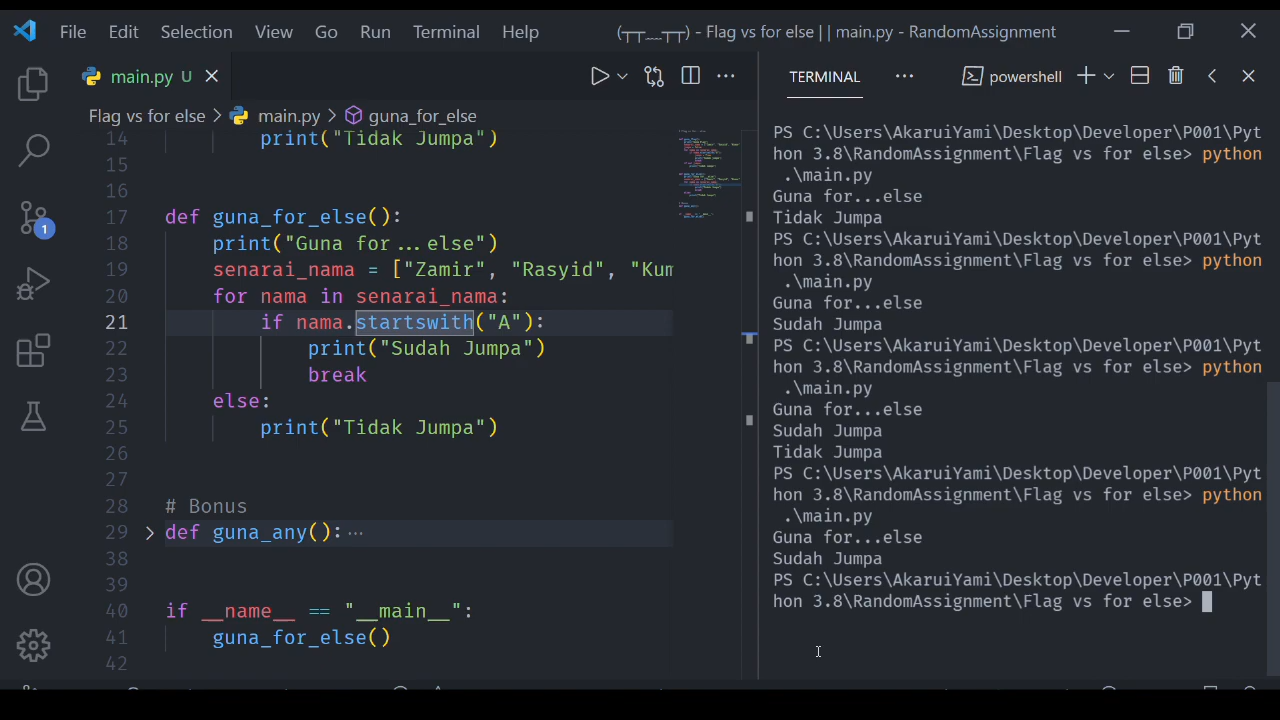 File Edit Selection View Go Run Terminal Help (┬┬﹏┬┬) - Flag vs for else || main.py - RandomAssignment
main.py U
Flag vs for else > main.py > guna_for_else
14 print("Tidak Jumpa")
15
16
17 def guna_for_else():
18 print("Guna for...else")
19 senarai_nama = ["Zamir", "Rasyid", "Kum
20 for nama in senarai_nama:
21 if nama.startswith("A"):
22 print("Sudah Jumpa")
23 break
24 else:
25 print("Tidak Jumpa")
26
27
28 # Bonus
29 def guna_any():...
38
39
40 if __name__ == "__main__":
41 guna_for_else()
42
1
TERMINAL powershell
PS C:\Users\AkaruiYami\Desktop\Developer\P001\Pyt
hon 3.8\RandomAssignment\Flag vs for else> python
.\main.py
Guna for...else
Tidak Jumpa
PS C:\Users\AkaruiYami\Desktop\Developer\P001\Pyt
hon 3.8\RandomAssignment\Flag vs for else> python
.\main.py
Guna for...else
Sudah Jumpa
PS C:\Users\AkaruiYami\Desktop\Developer\P001\Pyt
hon 3.8\RandomAssignment\Flag vs for else> python
.\main.py
Guna for...else
Sudah Jumpa
Tidak Jumpa
PS C:\Users\AkaruiYami\Desktop\Developer\P001\Pyt
hon 3.8\RandomAssignment\Flag vs for else> python
.\main.py
Guna for...else
Sudah Jumpa
PS C:\Users\AkaruiYami\Desktop\Developer\P001\Pyt
hon 3.8\RandomAssignment\Flag vs for else>